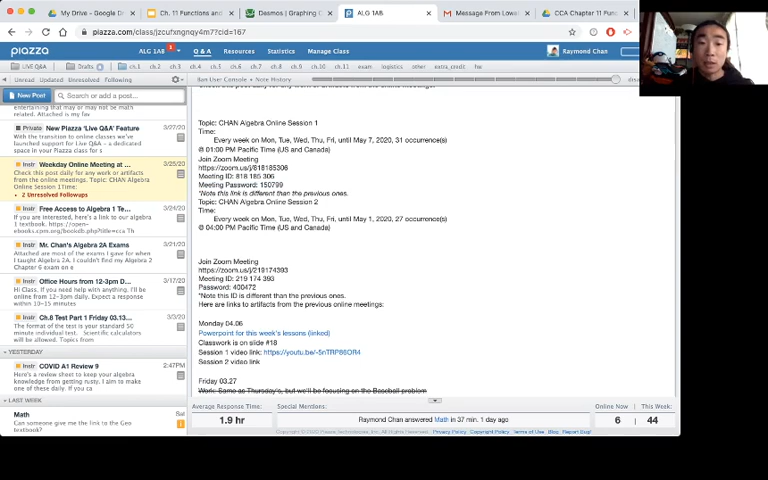 My Drive - Google D
Ch. 11 Functions and
Desmos | Graphing
ALG 1AB
Message From Lower
CCA Chapter 11 Fun
piazza.com/class/jzcufxngnqy4m7?cid=167
piazza
ALG 1AB
Q & A
Resources
Statistics
Manage Class
Raymond Chan
LIVE Q&A
Drafts
ch.1
ch.2
ch.3
ch.4
ch.5
ch.6
ch.7
ch.8
ch.9
ch.10
ch.11
exam
logistics
other
extra_credit
hw
Unread Updated Unresolved Following
Note History:
New Post
Search or add a post...
entertaining that may or may not be math
related. At my fav
Private New Piazza 'Live Q&A' Feature 3/27/20
With the transition to online classes we've
launched support for Live Q&A - a dedicated
space in your Piazza class for s
Instr Weekday Online Meeting at ... 3/25/20
Check this post daily for any work or artifacts
from the online meetings. Topic: CHAN
Algebra Online Session 1Time:
• 2 Unresolved Followups
Instr Free Access to Algebra 1 Te... 3/24/20
If you are interested, here's a link to our algebra
1 textbook. https://open-
ebooks.cpm.org/bookdb.php?title=cca Th
Instr Mr. Chan's Algebra 2A Exams 3/21/20
Attached are most of the exams I gave for when
I taught Algebra 2A. I couldn't find my Algebra 2
Chapter 6 exam on e
Instr Office Hours from 12-3pm D... 3/17/20
Hi Class. If you need help with anything, I'll be
online from 12-3pm daily. Expect a response
within 10-15 minutes
Instr Ch.8 Test Part 1 Friday 03.13... 3/3/20
The format of the test is your standard 50
minute individual test. Scientific calculators
will be allowed. Topics from
YESTERDAY
Instr COVID A1 Review 9 2:47PM
Here's a review sheet to keep your algebra
knowledge from getting rusty. I aim to make
one of these daily. If you ca
LAST WEEK
Math Sat
Can someone give me the link to the Geo
textbook?
Topic: CHAN Algebra Online Session 1
Time:
Every week on Mon, Tue, Wed, Thu, Fri, until May 7, 2020, 31 occurrence(s)
@ 01:00 PM Pacific Time (US and Canada)
Join Zoom Meeting
https://zoom.us/j/818185306
Meeting ID: 818 185 306
Meeting Password: 150799
*Note this link is different than the previous ones.
Topic: CHAN Algebra Online Session 2
Time:
Every week on Mon, Tue, Wed, Thu, Fri, until May 1, 2020, 27 occurrence(s)
@ 04:00 PM Pacific Time (US and Canada)
Join Zoom Meeting
https://zoom.us/j/219174393
Meeting ID: 219 174 393
Password: 400472
*Note this ID is different than the previous ones.
Here are links to artifacts from the previous online meetings:
Monday 04.06
Powerpoint for this week's lessons (linked)
Classwork is on slide #18
Session 1 video link: https://youtu.be/-5nTRP86OR4
Session 2 video link
Friday 03.27
Work: Same as Thursday's, but we'll be focusing on the Baseball problem
Average Response Time:
1.9 hr
Special Mentions:
Raymond Chan answered Math in 37 min. 1 day ago
Online Now
This Week:
6 | 44
Privacy Policy Copyright Policy Terms of Use Blog Report Bug!